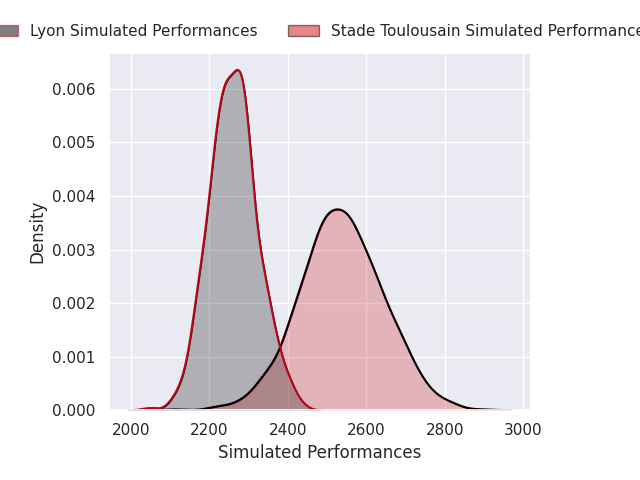 Lyon Simulated Performances
Stade Toulousain Simulated Performance
0.006
0.005
0.004
0.003
0.002
0.001
0.000
Density
2000 2200 2400 2600 2800 3000
Simulated Performances